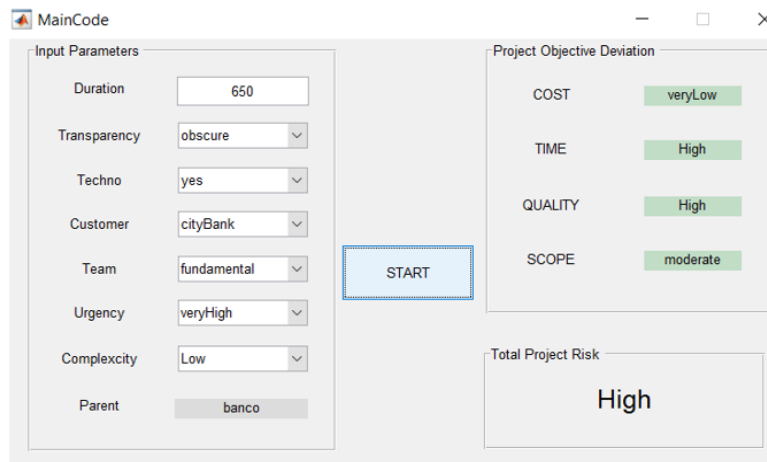 MainCode
Input Parameters
Duration 650
Transparency obscure
Techno yes
Customer cityBank
Team fundamental
Urgency veryHigh
Complexcity Low
Parent banco
START
Project Objective Deviation
COST veryLow
TIME High
QUALITY High
SCOPE moderate
Total Project Risk
High